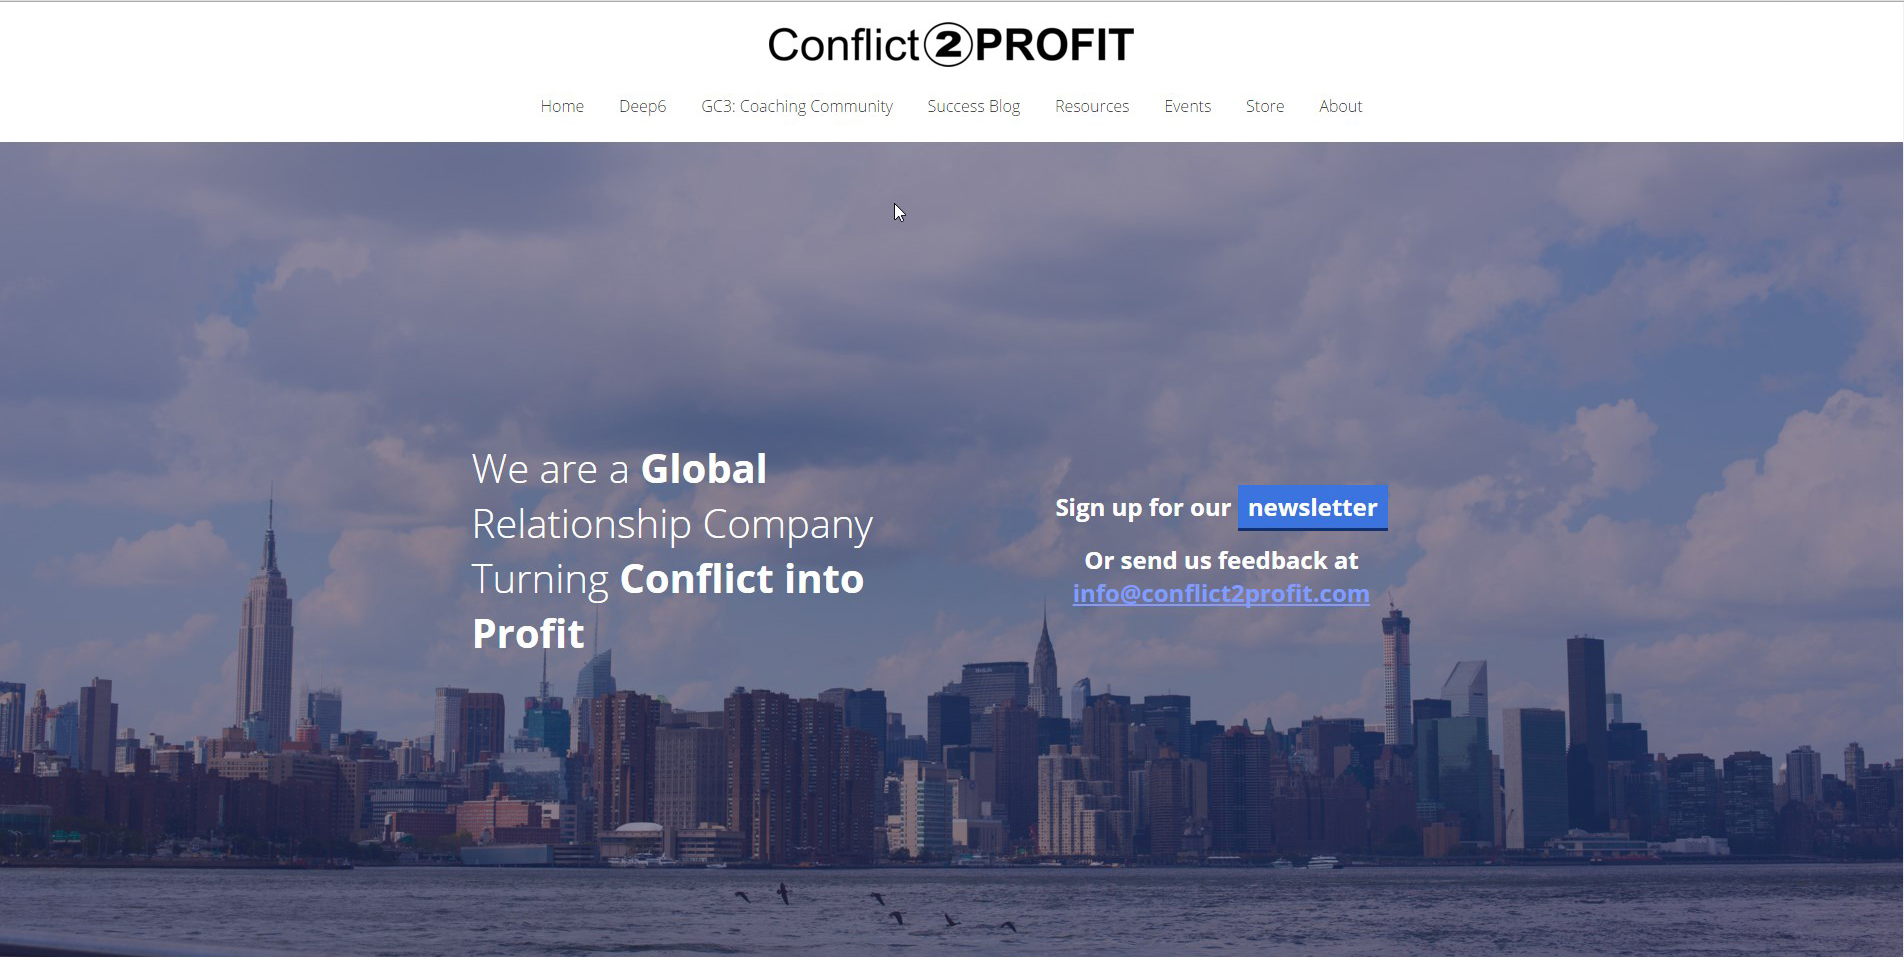 Conflict2PROFIT
Home Deep6 GC3: Coaching Community Success Blog Resources Events Store About
We are a Global
Relationship Company
Turning Conflict into
Profit
Sign up for our newsletter
Or send us feedback at
info@conflict2profit.com